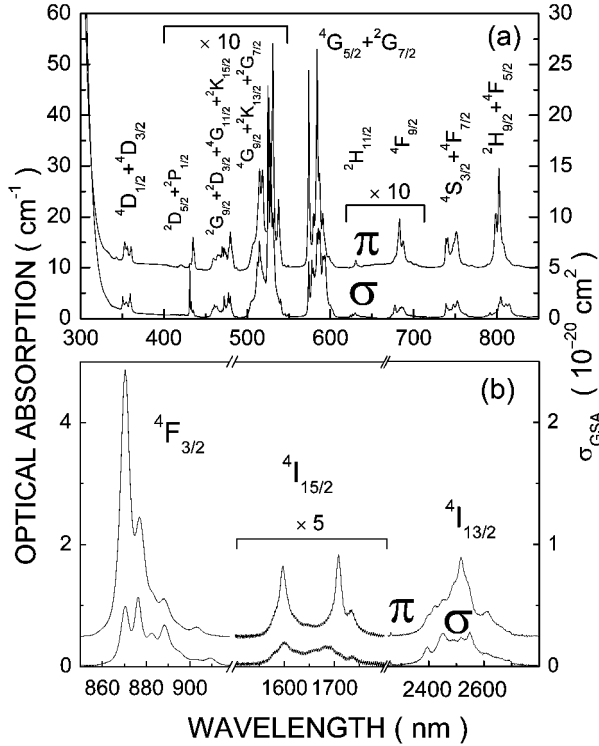 OPTICAL ABSORPTION ( cm⁻¹ )
σ_GSA ( 10⁻²⁰ cm² )
(a)
60
50
40
30
20
10
0
30
25
20
15
10
5
0
× 10
⁴G₅/₂+²G₇/₂
⁴D₁/₂+⁴D₃/₂
²D₅/₂+²P₁/₂
²G₉/₂+²D₃/₂+⁴G₁₁/₂+²K₁₅/₂
⁴G₉/₂+²K₁₃/₂+²G₇/₂
²H₁₁/₂
⁴F₉/₂
⁴S₃/₂+⁴F₇/₂
²H₉/₂+⁴F₅/₂
× 10
π
σ
300 400 500 600 700 800
(b)
4
2
0
2
1
0
⁴F₃/₂
⁴I₁₅/₂
× 5
⁴I₁₃/₂
π
σ
860 880 900 1600 1700 2400 2600
WAVELENGTH ( nm )